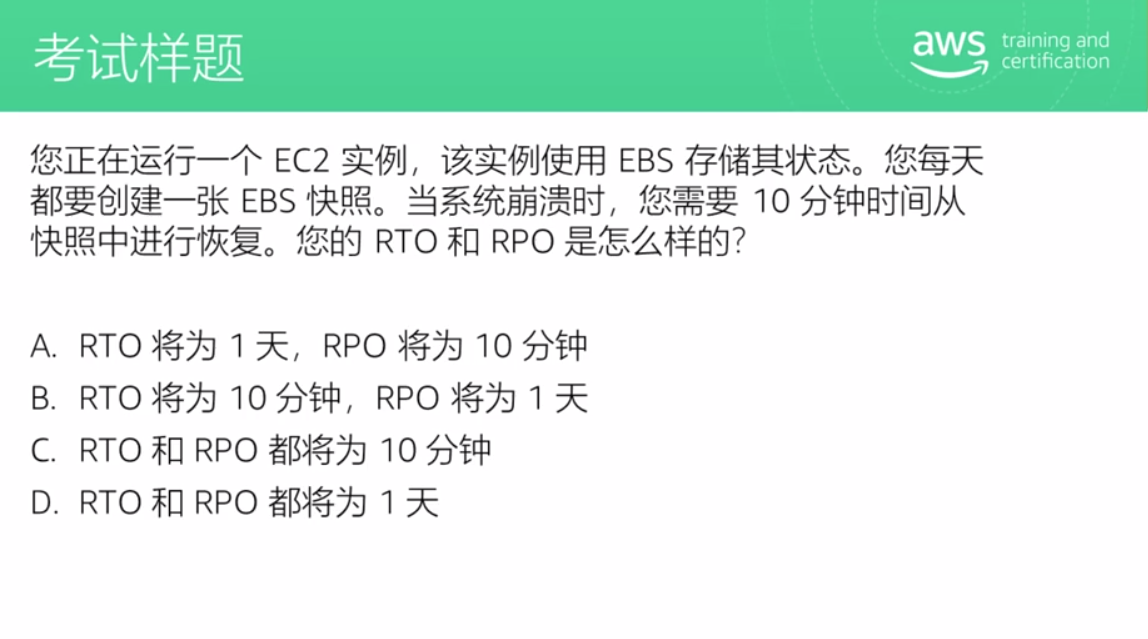 考试样题
aws training and
certification
您正在运行一个 EC2 实例，该实例使用 EBS 存储其状态。您每天
都要创建一张 EBS 快照。当系统崩溃时，您需要 10 分钟时间从
快照中进行恢复。您的 RTO 和 RPO 是怎么样的？
A. RTO 将为 1 天，RPO 将为 10 分钟
B. RTO 将为 10 分钟，RPO 将为 1 天
C. RTO 和 RPO 都将为 10 分钟
D. RTO 和 RPO 都将为 1 天